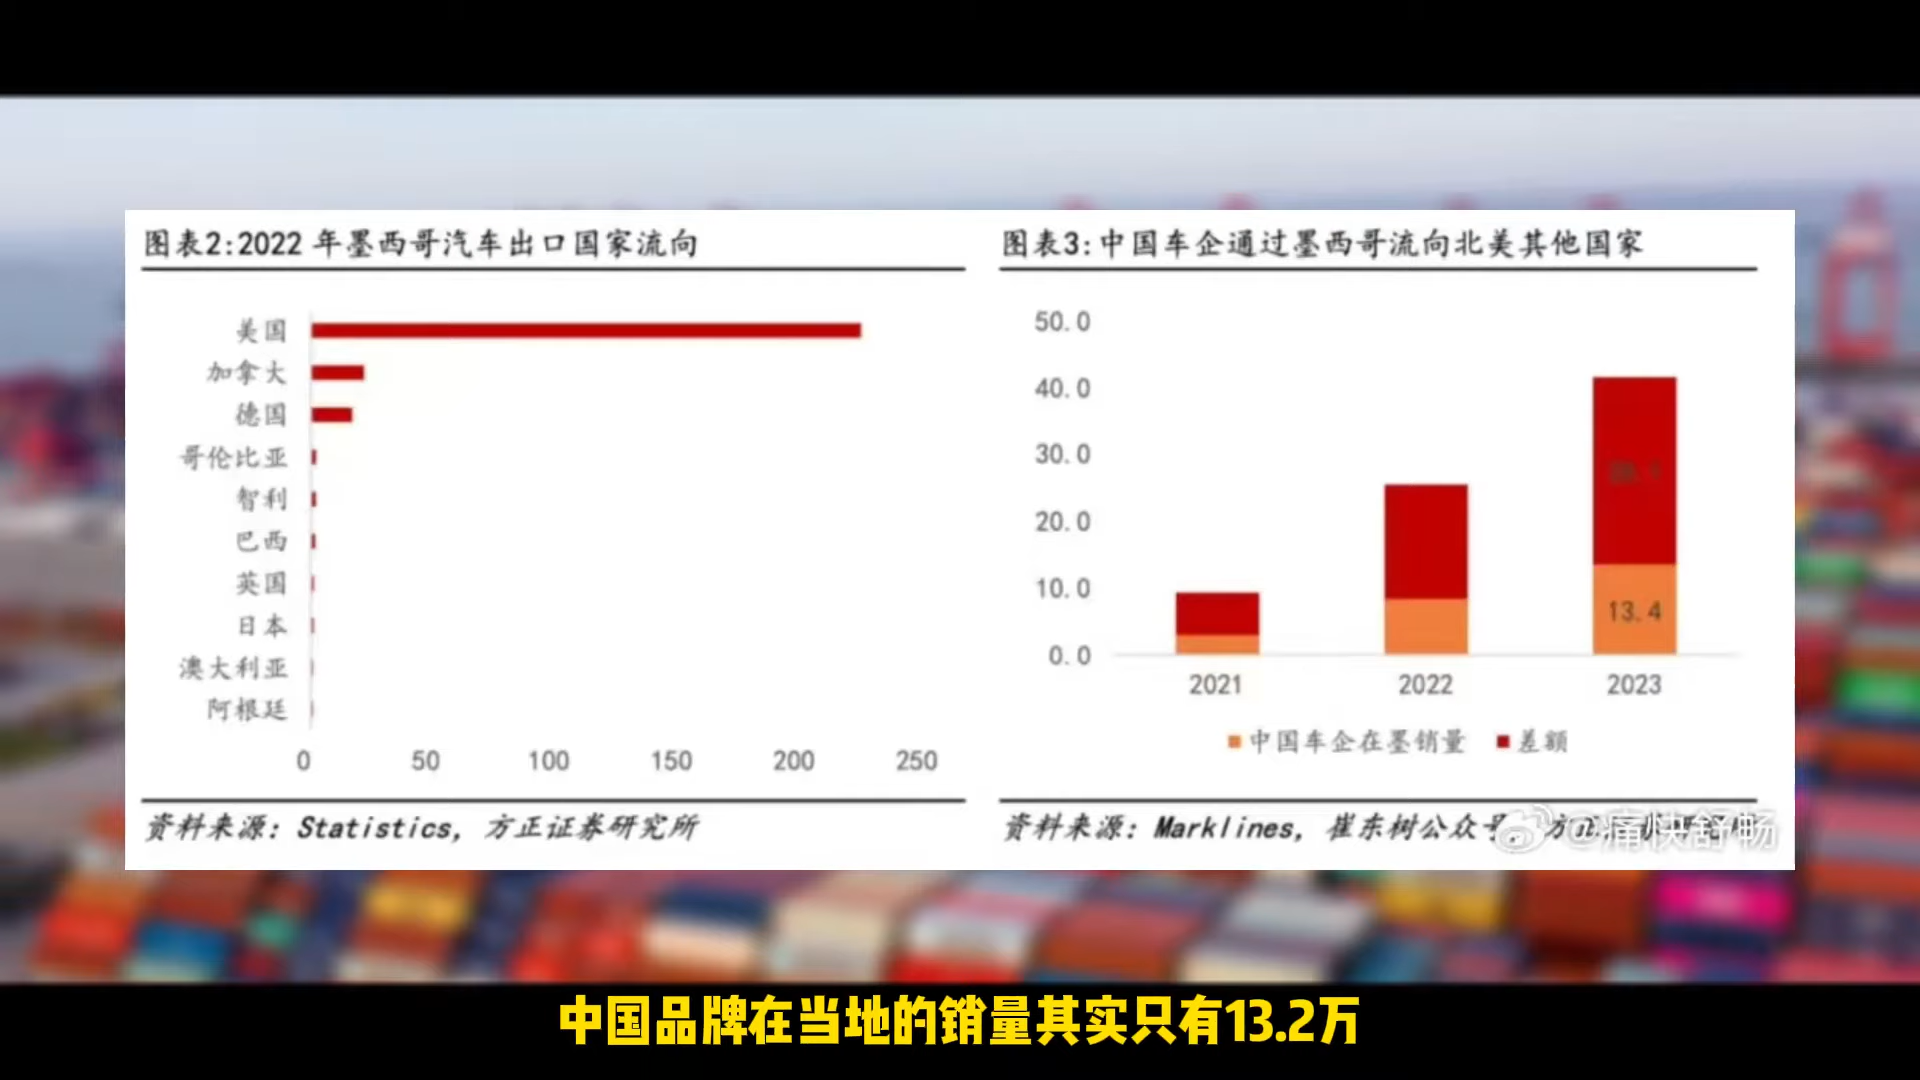 图表2:2022 年墨西哥汽车出口国家流向
美国
加拿大
德国
哥伦比亚
智利
巴西
英国
日本
澳大利亚
阿根廷
0 50 100 150 200 250
资料来源: Statistics, 方正证券研究所
图表3:中国车企通过墨西哥流向北美其他国家
50.0
40.0
30.0
20.0
10.0
0.0
13.4
2021 2022 2023
中国车企在墨销量 差额
资料来源: Marklines, 崔东树公众号,
@痛快舒畅
中国品牌在当地的销量其实只有13.2万